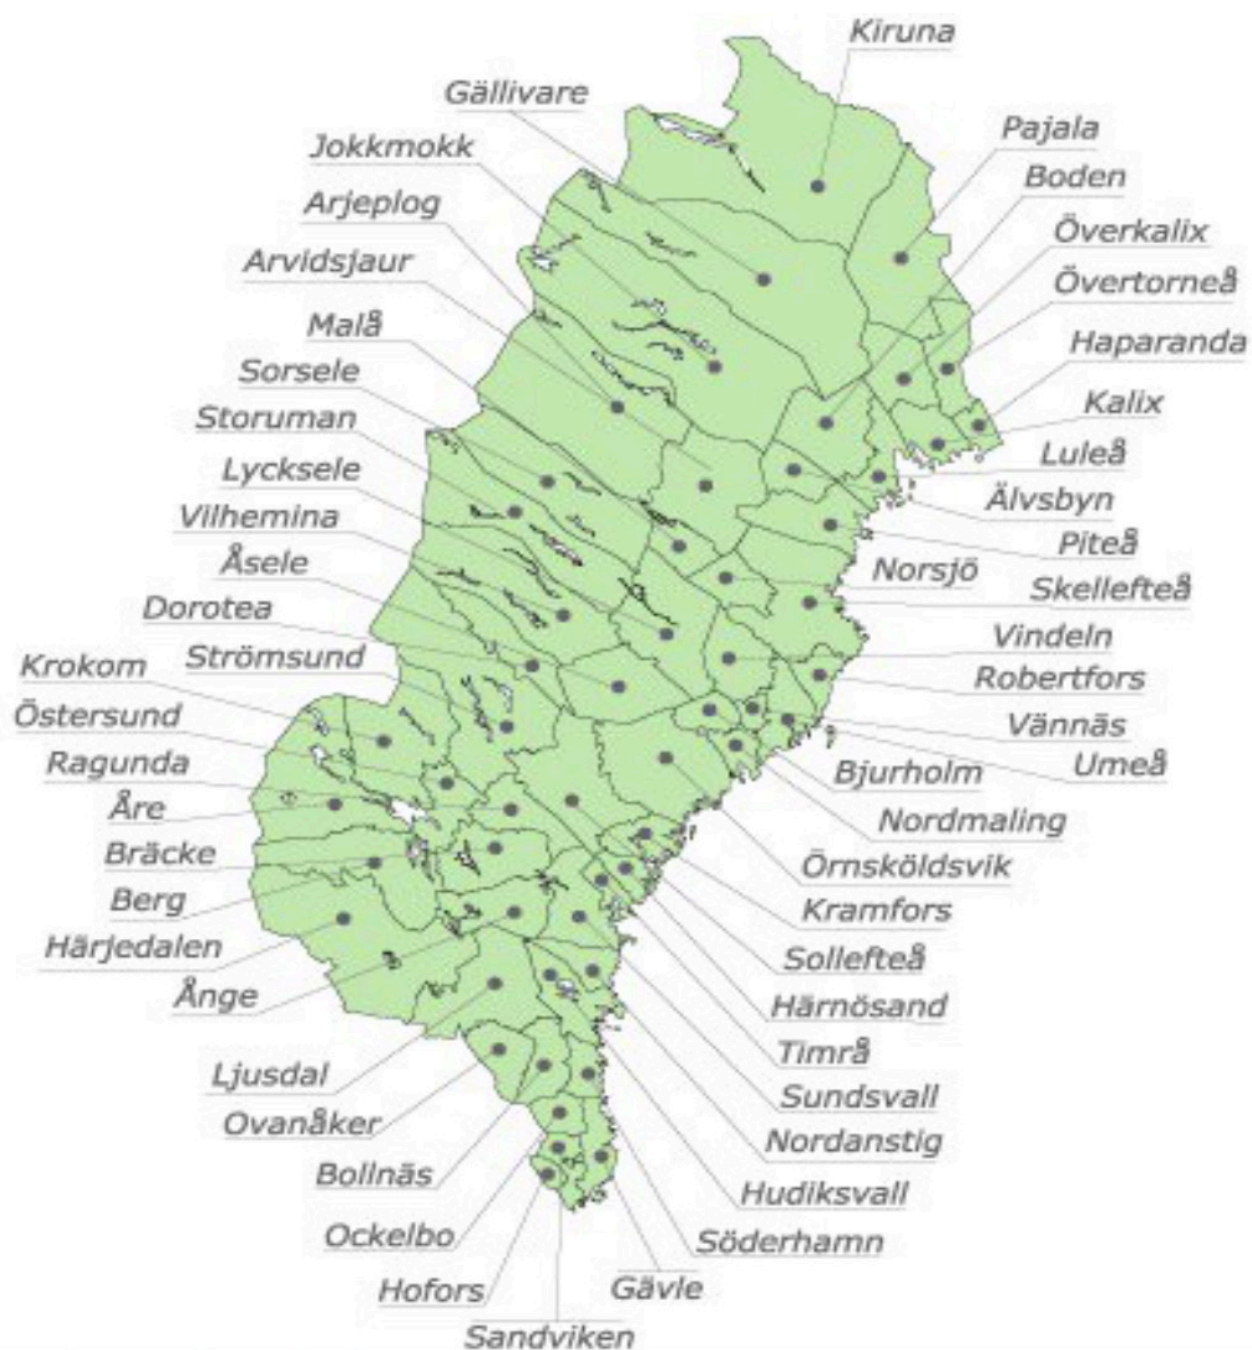 Kiruna
Gällivare
Pajala
Jokkmokk
Boden
Arjeplog
Överkalix
Arvidsjaur
Övertorneå
Malå
Haparanda
Sorsele
Kalix
Storuman
Luleå
Lycksele
Älvsbyn
Vilhemina
Piteå
Åsele
Norsjö
Skellefteå
Dorotea
Vindeln
Strömsund
Krokom
Robertfors
Östersund
Vännäs
Ragunda
Umeå
Bjurholm
Åre
Nordmaling
Bräcke
Örnsköldsvik
Berg
Kramfors
Härjedalen
Sollefteå
Ånge
Härnösand
Timrå
Ljusdal
Sundsvall
Ovanåker
Nordanstig
Bollnäs
Hudiksvall
Ockelbo
Söderhamn
Hofors
Gävle
Sandviken